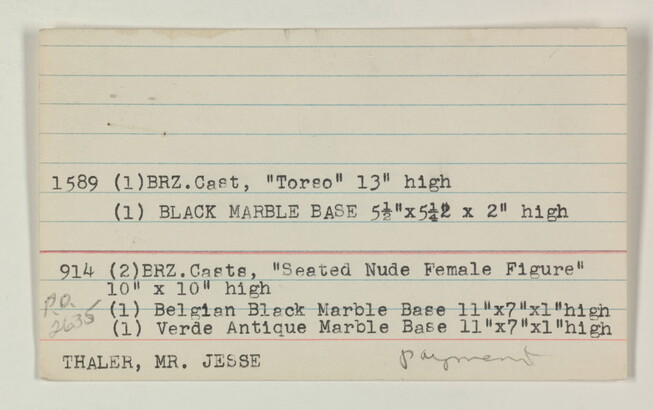 1589 (1)BRZ.Cast, "Torso" 13" high
(1) BLACK MARBLE BASE 5½"x5¼" x 2" high
914 (2)BRZ.Casts, "Seated Nude Female Figure"
10" x 10" high
P.O. (1) Belgian Black Marble Base 11"x7"x1"high
2635 (1) Verde Antique Marble Base 11"x7"x1"high
THALER, MR. JESSE payment